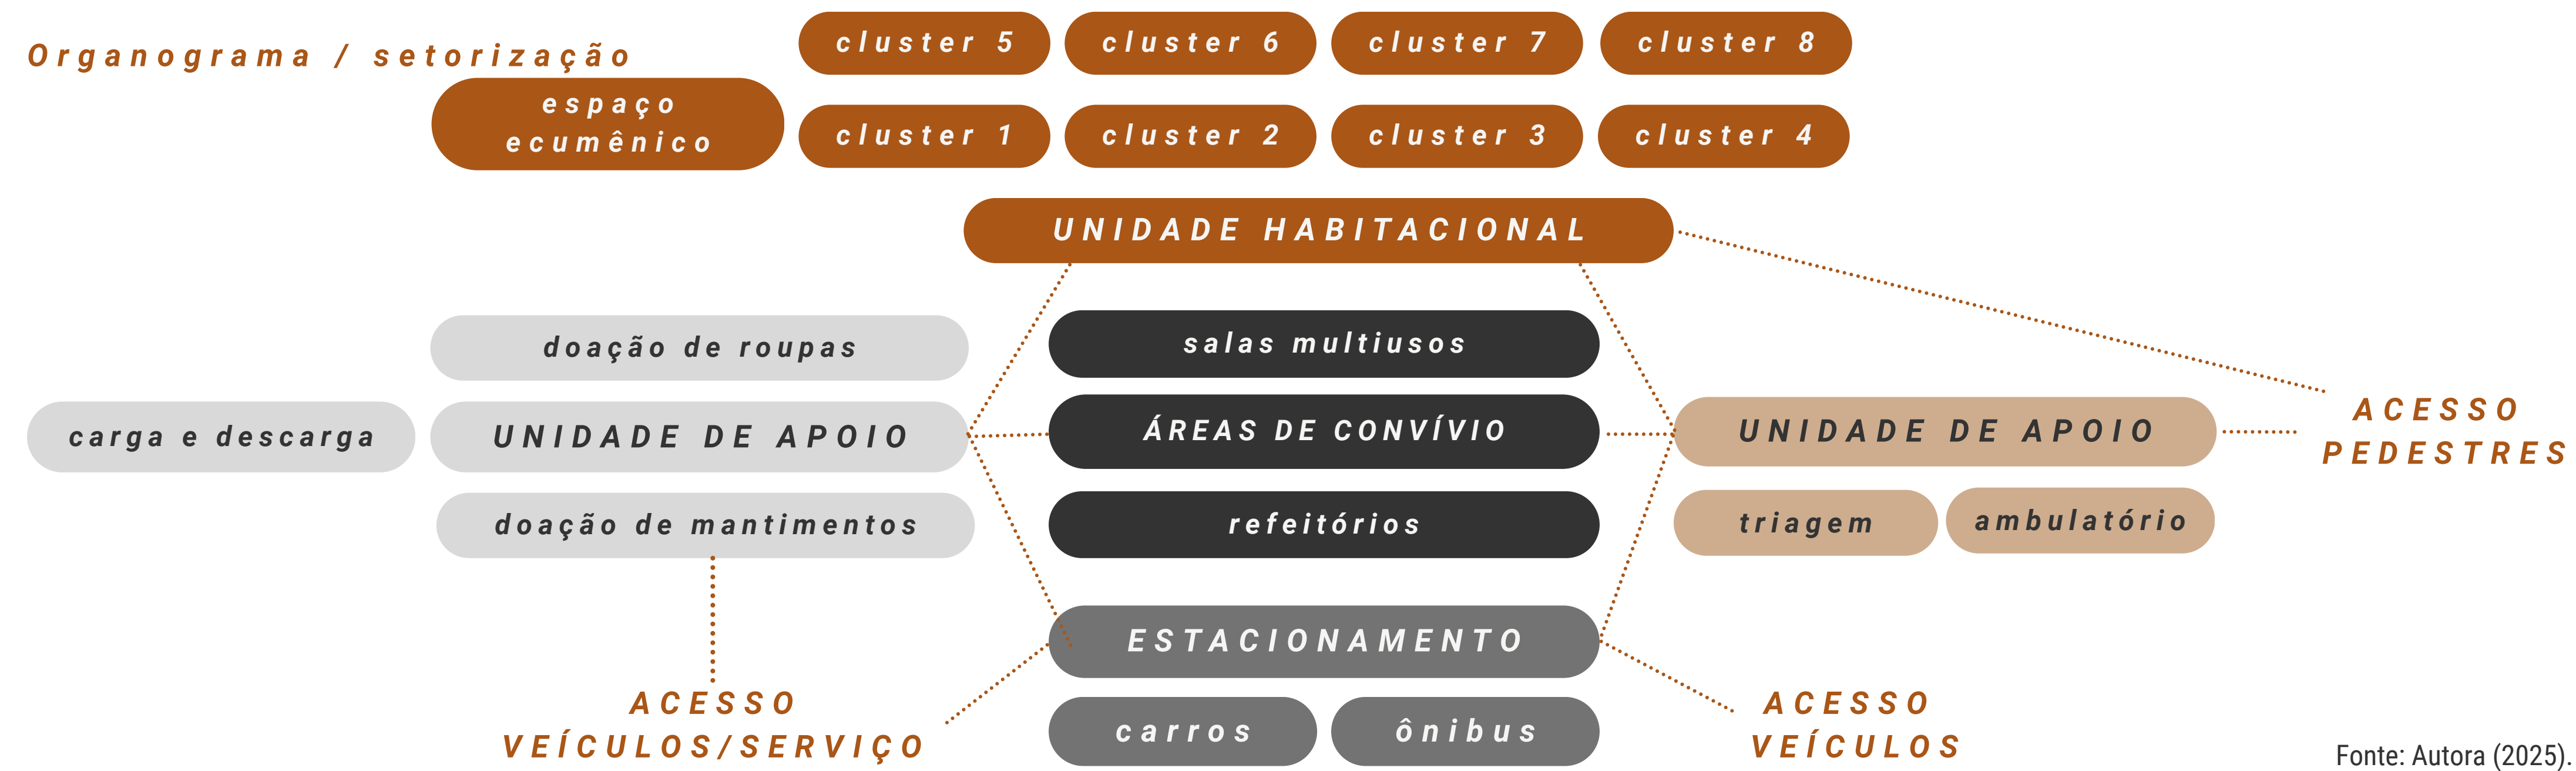 Organograma / setorização
cluster 5
cluster 6
cluster 7
cluster 8
espaço
ecumênico
cluster 1
cluster 2
cluster 3
cluster 4
UNIDADE HABITACIONAL
doação de roupas
salas multiusos
carga e descarga
UNIDADE DE APOIO
ÁREAS DE CONVÍVIO
UNIDADE DE APOIO
ACESSO
PEDESTRES
doação de mantimentos
refeitórios
triagem
ambulatório
ESTACIONAMENTO
ACESSO
VEÍCULOS/SERVIÇO
carros
ônibus
ACESSO
VEÍCULOS
Fonte: Autora (2025).